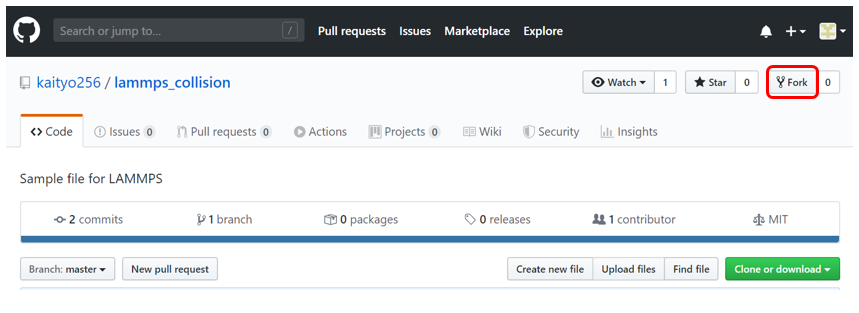 Search or jump to... / Pull requests Issues Marketplace Explore
kaityo256 / lammps_collision Watch 1 Star 0 Fork 0
Code Issues 0 Pull requests 0 Actions Projects 0 Wiki Security Insights
Sample file for LAMMPS
2 commits 1 branch 0 packages 0 releases 1 contributor MIT
Branch: master New pull request Create new file Upload files Find file Clone or download